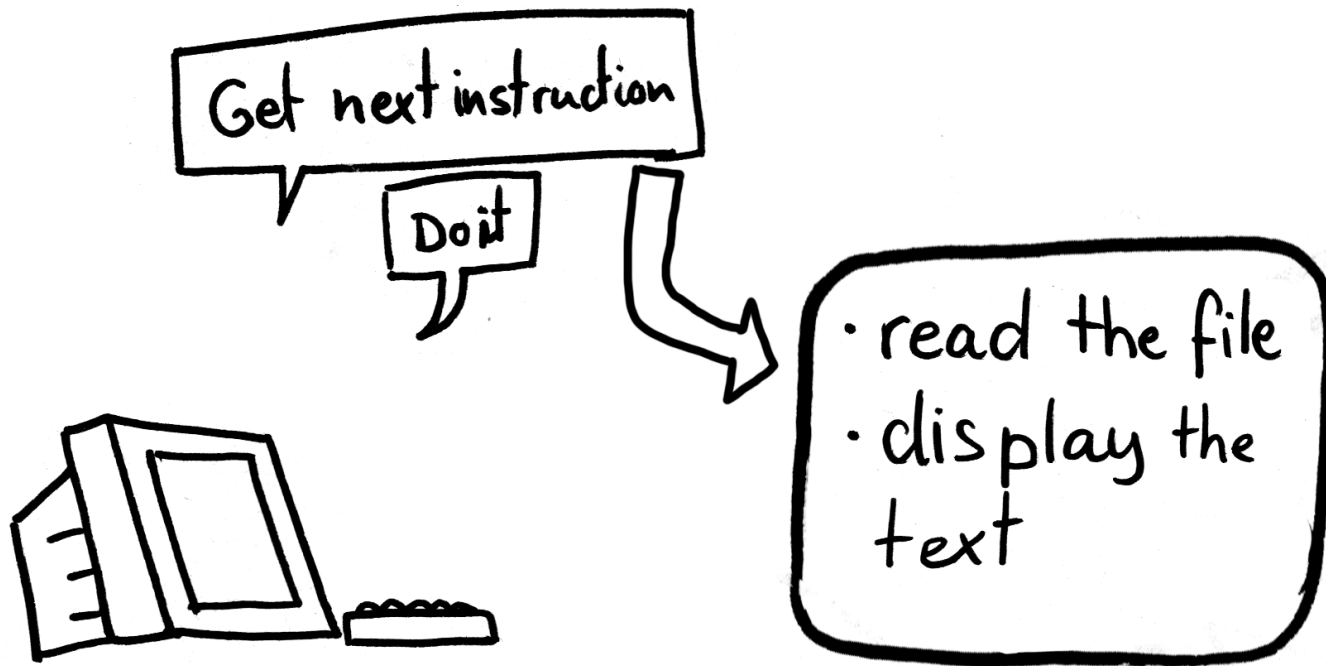 Get next instruction
Do it
· read the file
· display the
text